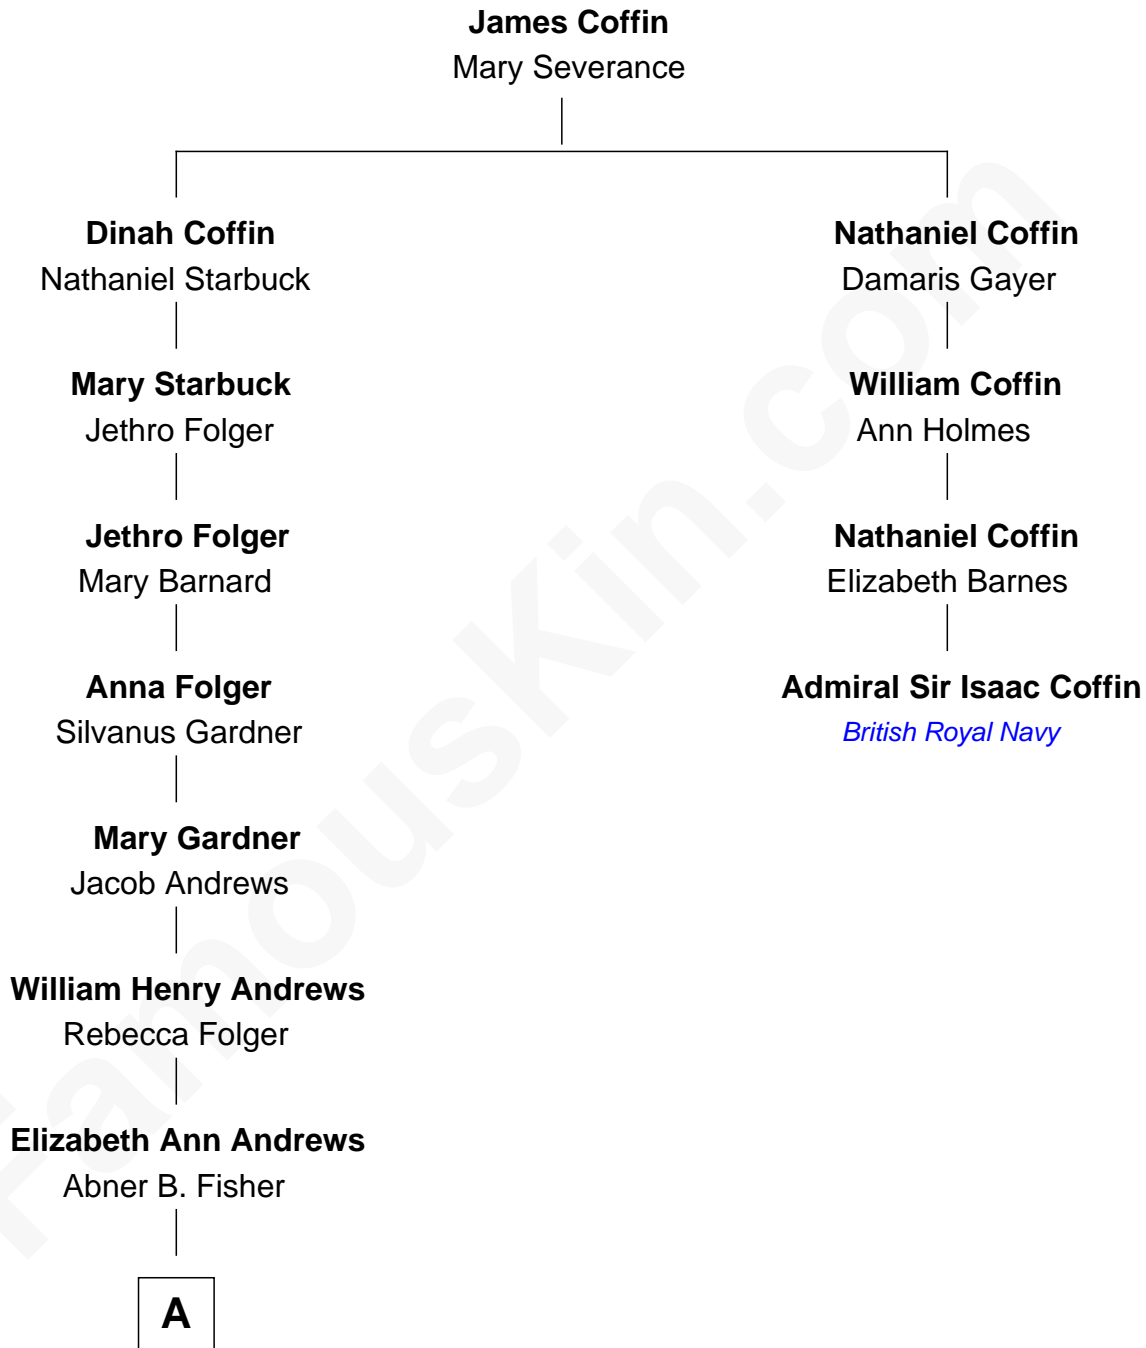 James Coffin
Mary Severance
Dinah Coffin
Nathaniel Starbuck
Mary Starbuck
Jethro Folger
Jethro Folger
Mary Barnard
Anna Folger
Silvanus Gardner
Mary Gardner
Jacob Andrews
William Henry Andrews
Rebecca Folger
Elizabeth Ann Andrews
Abner B. Fisher
A
Nathaniel Coffin
Damaris Gayer
William Coffin
Ann Holmes
Nathaniel Coffin
Elizabeth Barnes
Admiral Sir Isaac Coffin
British Royal Navy
FamousKin.com